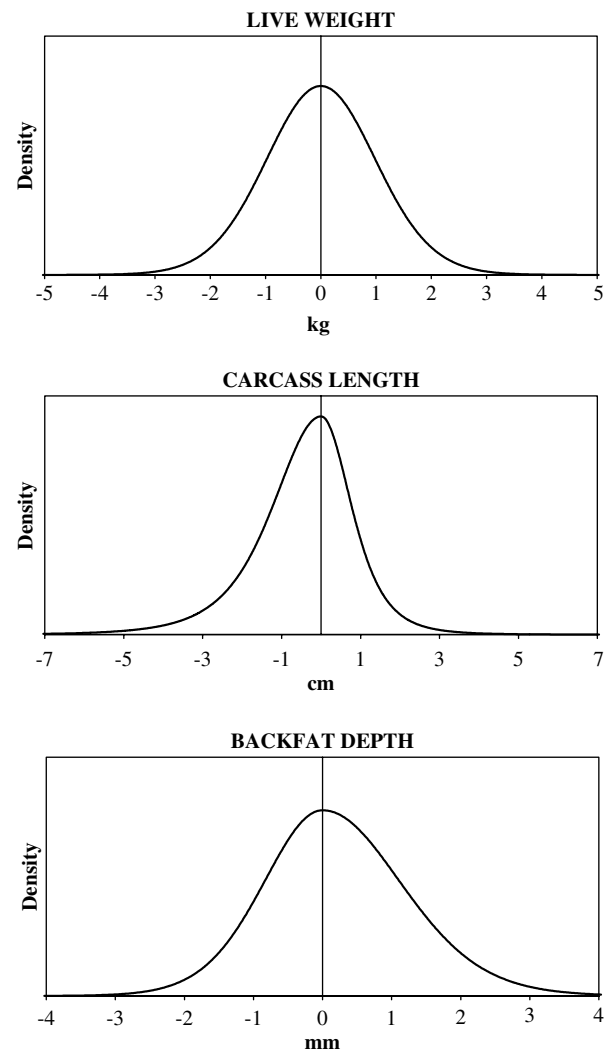 LIVE WEIGHT
Density
-5 -4 -3 -2 -1 0 1 2 3 4 5
kg
CARCASS LENGTH
Density
-7 -5 -3 -1 1 3 5 7
cm
BACKFAT DEPTH
Density
-4 -3 -2 -1 0 1 2 3 4
mm